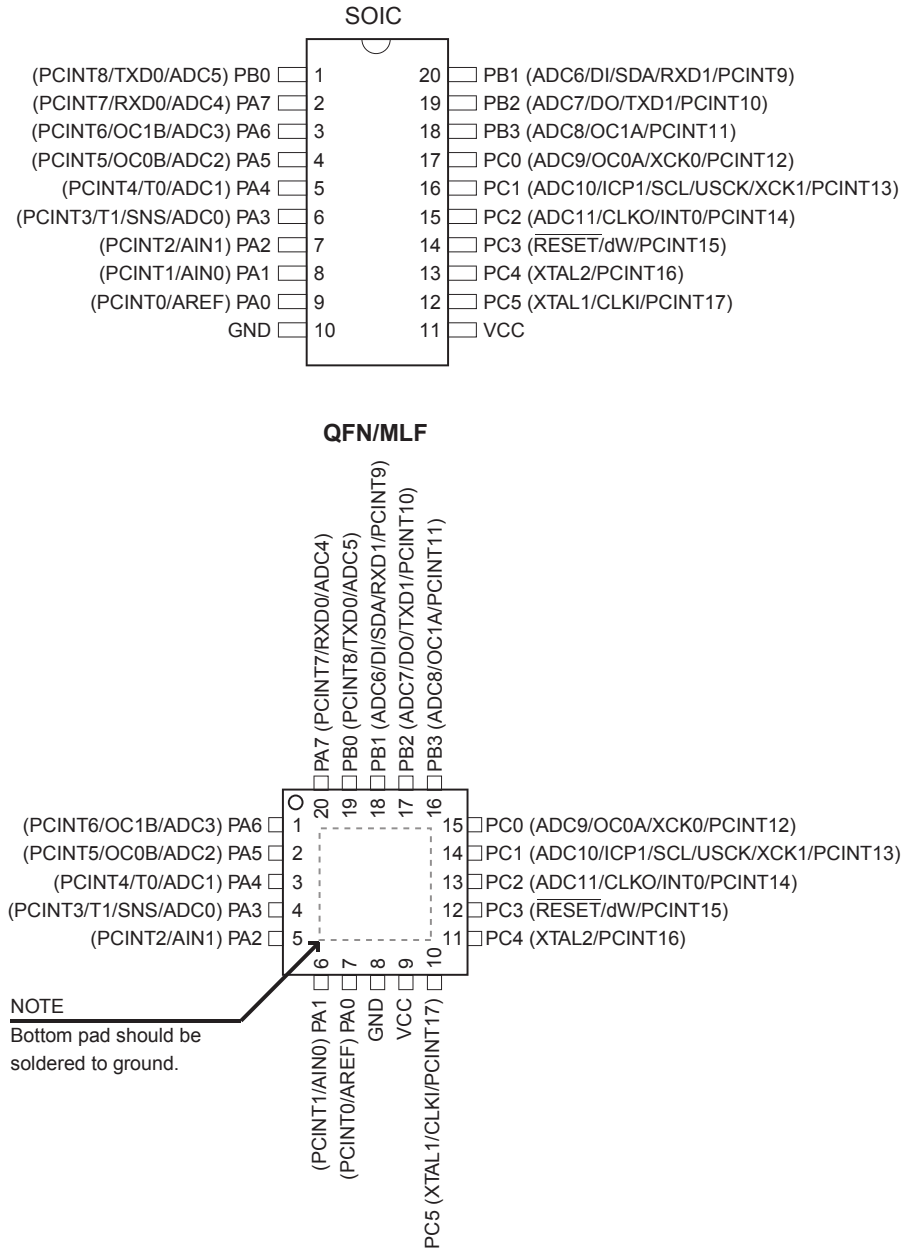 SOIC
(PCINT8/TXD0/ADC5) PB0 1 20 PB1 (ADC6/DI/SDA/RXD1/PCINT9)
(PCINT7/RXD0/ADC4) PA7 2 19 PB2 (ADC7/DO/TXD1/PCINT10)
(PCINT6/OC1B/ADC3) PA6 3 18 PB3 (ADC8/OC1A/PCINT11)
(PCINT5/OC0B/ADC2) PA5 4 17 PC0 (ADC9/OC0A/XCK0/PCINT12)
(PCINT4/T0/ADC1) PA4 5 16 PC1 (ADC10/ICP1/SCL/USCK/XCK1/PCINT13)
(PCINT3/T1/SNS/ADC0) PA3 6 15 PC2 (ADC11/CLKO/INT0/PCINT14)
(PCINT2/AIN1) PA2 7 14 PC3 (RESET/dW/PCINT15)
(PCINT1/AIN0) PA1 8 13 PC4 (XTAL2/PCINT16)
(PCINT0/AREF) PA0 9 12 PC5 (XTAL1/CLKI/PCINT17)
GND 10 11 VCC
QFN/MLF
PA7 (PCINT7/RXD0/ADC4)
PB0 (PCINT8/TXD0/ADC5)
PB1 (ADC6/DI/SDA/RXD1/PCINT9)
PB2 (ADC7/DO/TXD1/PCINT10)
PB3 (ADC8/OC1A/PCINT11)
20 19 18 17 16
(PCINT6/OC1B/ADC3) PA6 1 15 PC0 (ADC9/OC0A/XCK0/PCINT12)
(PCINT5/OC0B/ADC2) PA5 2 14 PC1 (ADC10/ICP1/SCL/USCK/XCK1/PCINT13)
(PCINT4/T0/ADC1) PA4 3 13 PC2 (ADC11/CLKO/INT0/PCINT14)
(PCINT3/T1/SNS/ADC0) PA3 4 12 PC3 (RESET/dW/PCINT15)
(PCINT2/AIN1) PA2 5 11 PC4 (XTAL2/PCINT16)
6 7 8 9 10
(PCINT1/AIN0) PA1
(PCINT0/AREF) PA0
GND
VCC
PC5 (XTAL1/CLKI/PCINT17)
NOTE
Bottom pad should be
soldered to ground.